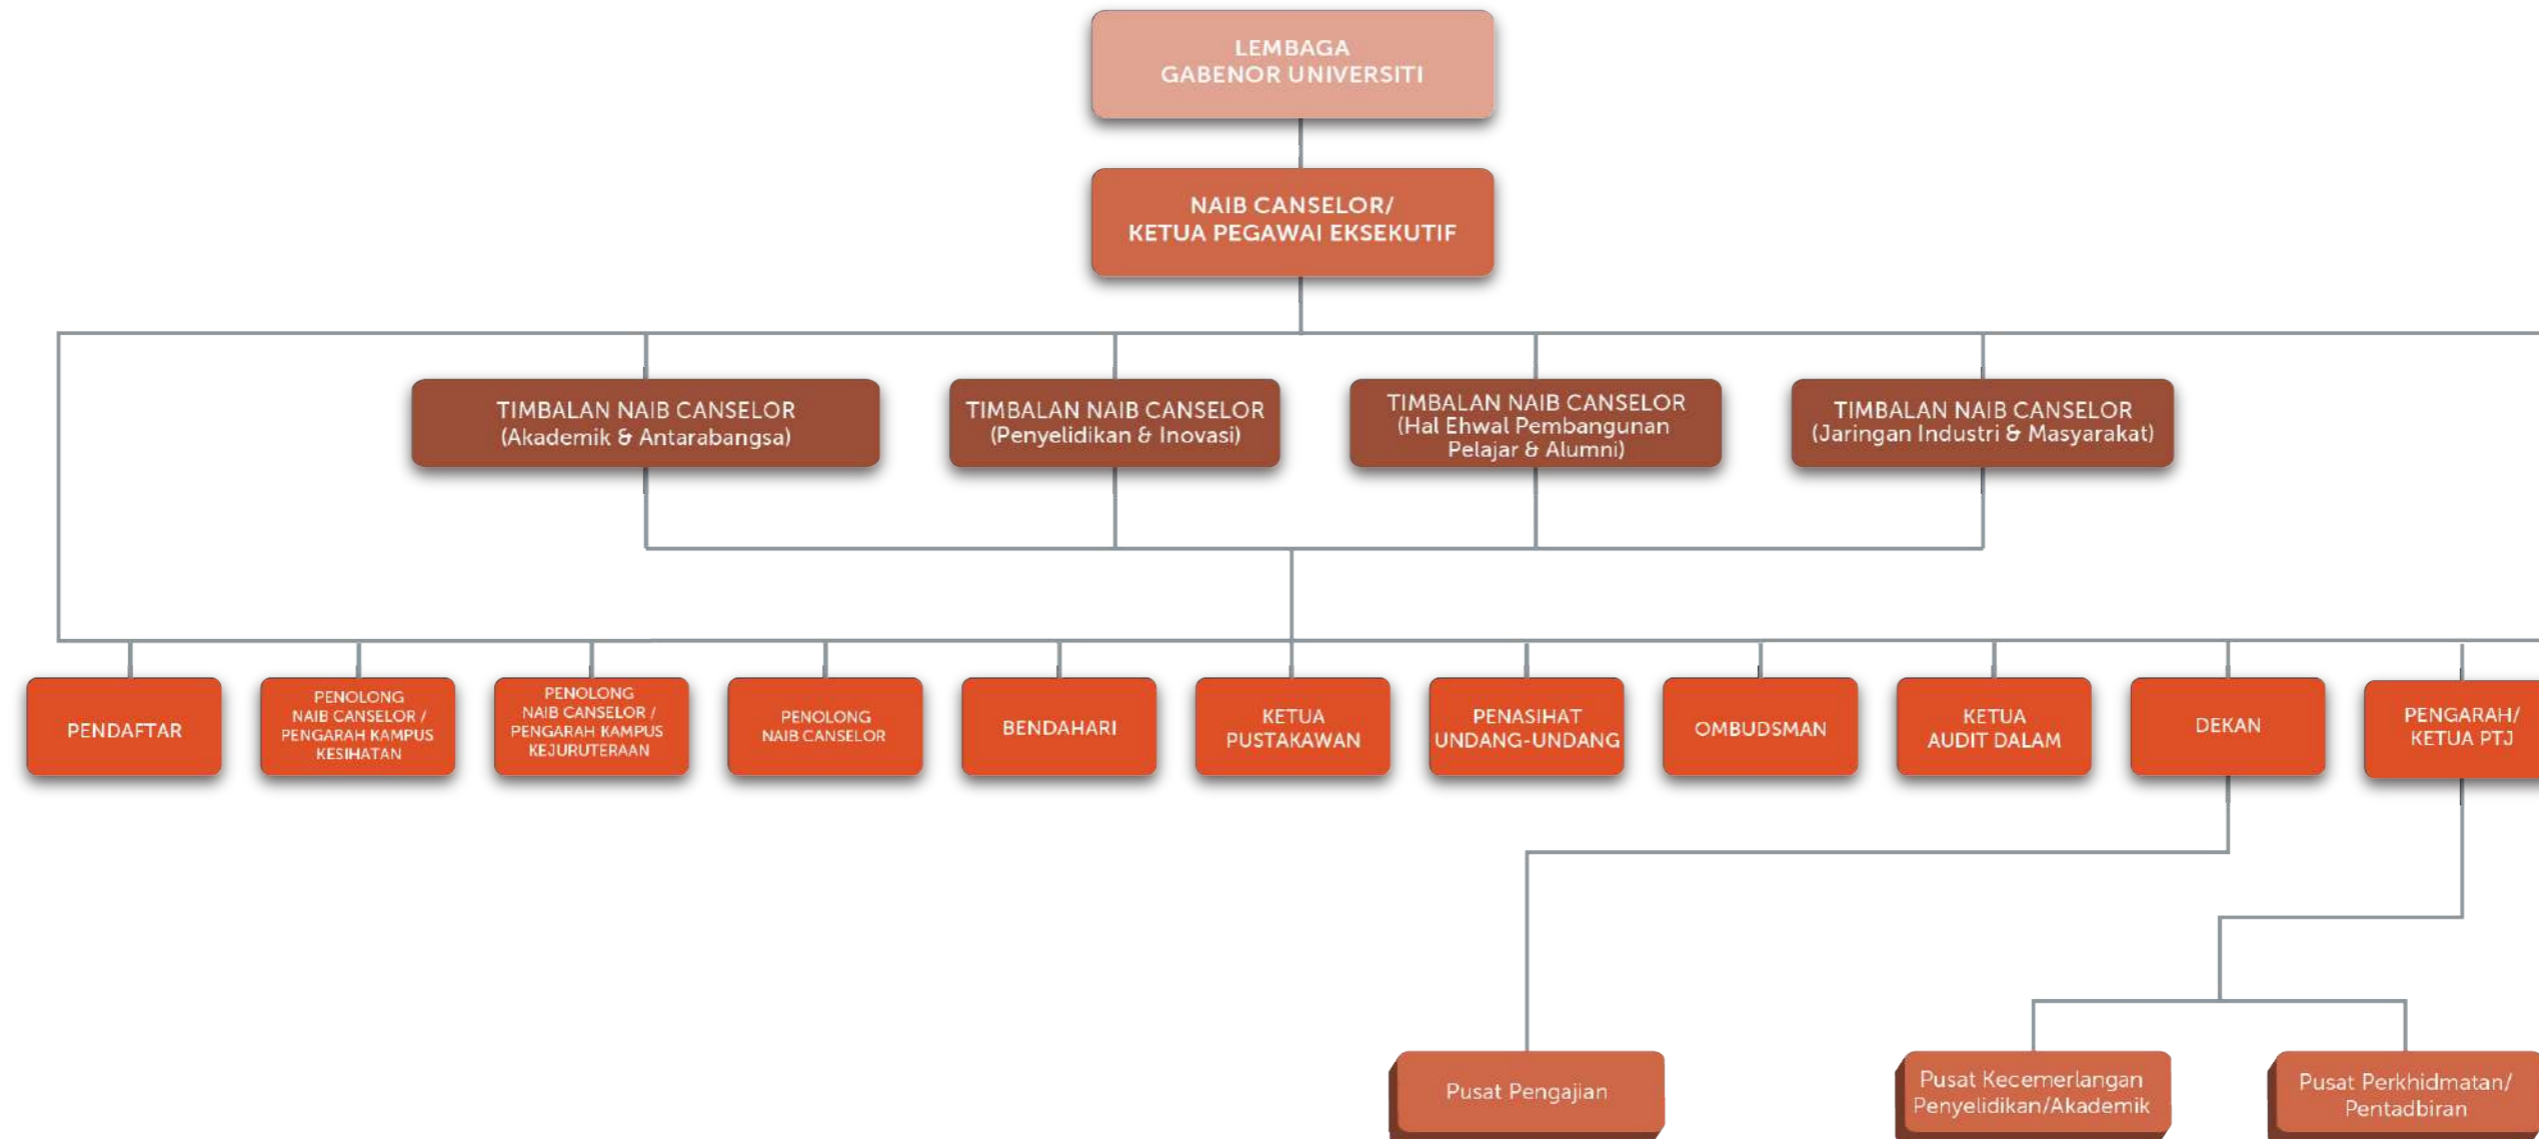 LEMBAGA
GABENOR UNIVERSITI
NAIB CANSELOR/
KETUA PEGAWAI EKSEKUTIF
TIMBALAN NAIB CANSELOR
(Akademik & Antarabangsa)
TIMBALAN NAIB CANSELOR
(Penyelidikan & Inovasi)
TIMBALAN NAIB CANSELOR
(Hal Ehwal Pembangunan
Pelajar & Alumni)
TIMBALAN NAIB CANSELOR
(Jaringan Industri & Masyarakat)
PENDAFTAR
PENOLONG
NAIB CANSELOR /
PENGARAH KAMPUS
KESIHATAN
PENOLONG
NAIB CANSELOR /
PENGARAH KAMPUS
KEJURUTERAAN
PENOLONG
NAIB CANSELOR
BENDAHARI
KETUA
PUSTAKAWAN
PENASIHAT
UNDANG-UNDANG
OMBUDSMAN
KETUA
AUDIT DALAM
DEKAN
PENGARAH/
KETUA PTJ
Pusat Pengajian
Pusat Kecemerlangan
Penyelidikan/Akademik
Pusat Perkhidmatan/
Pentadbiran